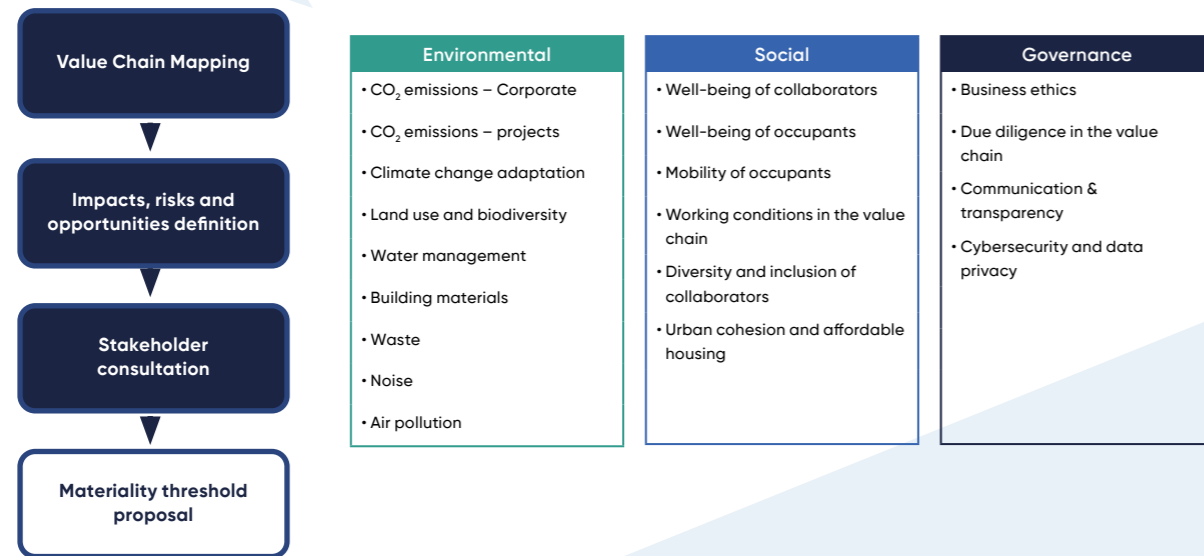 Value Chain Mapping
Impacts, risks and
opportunities definition
Stakeholder
consultation
Materiality threshold
proposal
Environmental
• CO₂ emissions – Corporate
• CO₂ emissions – projects
• Climate change adaptation
• Land use and biodiversity
• Water management
• Building materials
• Waste
• Noise
• Air pollution
Social
• Well-being of collaborators
• Well-being of occupants
• Mobility of occupants
• Working conditions in the value
chain
• Diversity and inclusion of
collaborators
• Urban cohesion and affordable
housing
Governance
• Business ethics
• Due diligence in the value
chain
• Communication &
transparency
• Cybersecurity and data
privacy